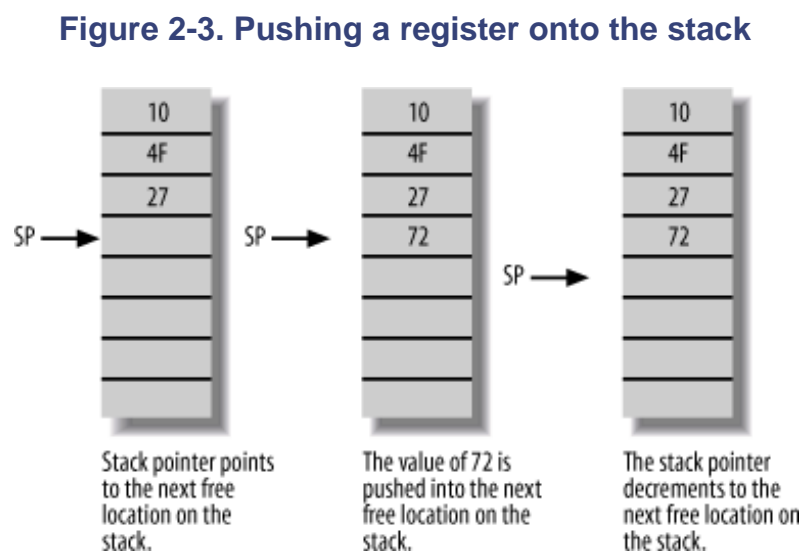 Figure 2-3. Pushing a register onto the stack
10
4F
27
SP
10
4F
27
72
SP
10
4F
27
72
SP
Stack pointer points
to the next free
location on the
stack.
The value of 72 is
pushed into the next
free location on the
stack.
The stack pointer
decrements to the
next free location on
the stack.